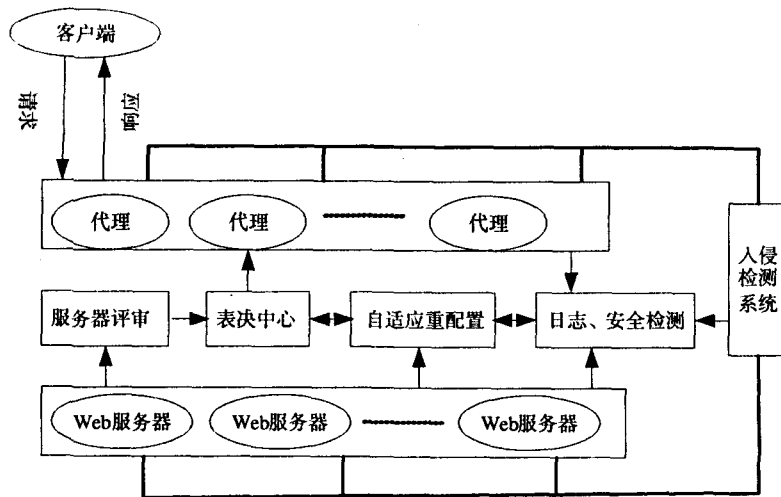 客户端
请求
响应
代理
代理
代理
入侵
检测
系统
服务器评审
表决中心
自适应重配置
日志、安全检测
Web服务器
Web服务器
Web服务器